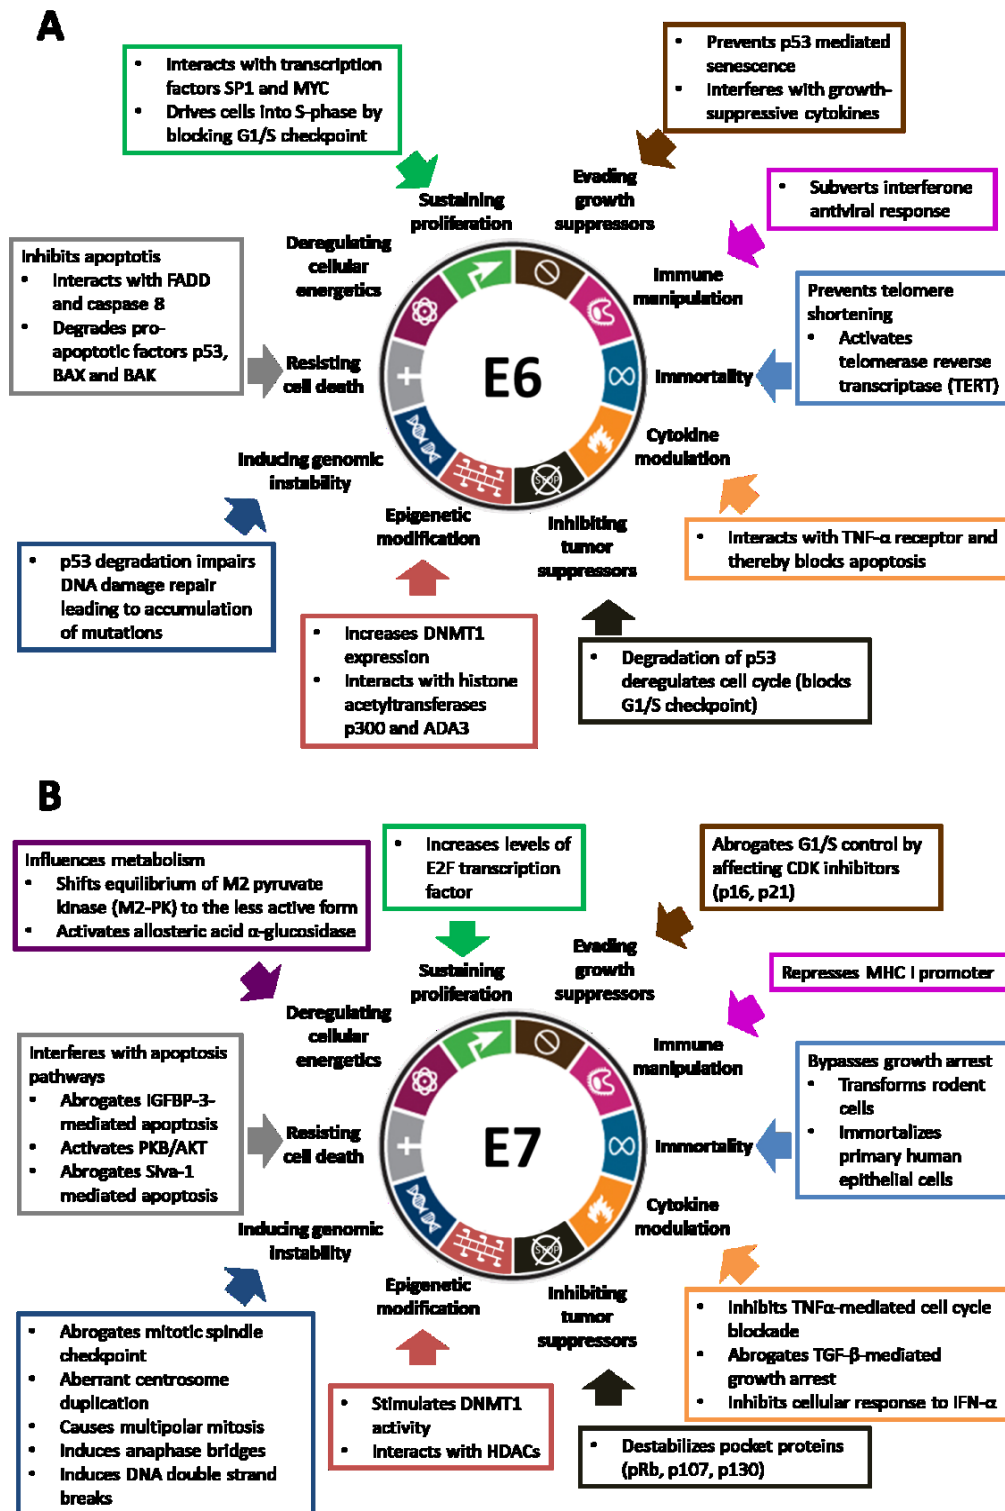 A
• Interacts with transcription
factors SP1 and MYC
• Drives cells into S-phase by
blocking G1/S checkpoint
• Prevents p53 mediated
senescence
• Interferes with growth-
suppressive cytokines
• Subverts interferone
antiviral response
Sustaining
proliferation
Evading
growth
suppressors
Deregulating
cellular
energetics
Immune
manipulation
Inhibits apoptotis
• Interacts with FADD
and caspase 8
• Degrades pro-
apoptotic factors p53,
BAX and BAK
Prevents telomere
shortening
• Activates
telomerase reverse
transcriptase (TERT)
Resisting
cell death
E6
Immortality
Cytokine
modulation
Inducing genomic
instability
STOP
Epigenetic
modification
Inhibiting
tumor
suppressors
• Interacts with TNF-α receptor and
thereby blocks apoptosis
• p53 degradation impairs
DNA damage repair
leading to accumulation
of mutations
• Increases DNMT1
expression
• Interacts with histone
acetyltransferases
p300 and ADA3
• Degradation of p53
deregulates cell cycle (blocks
G1/S checkpoint)
B
Influences metabolism
• Shifts equilibrium of M2 pyruvate
kinase (M2-PK) to the less active form
• Activates allosteric acid α-glucosidase
• Increases levels of
E2F transcription
factor
Abrogates G1/S control by
affecting CDK inhibitors
(p16, p21)
Represses MHC I promoter
Sustaining
proliferation
Evading
growth
suppressors
Deregulating
cellular
energetics
Immune
manipulation
Interferes with apoptosis
pathways
• Abrogates IGFBP-3-
mediated apoptosis
• Activates PKB/AKT
• Abrogates Siva-1
mediated apoptosis
Bypasses growth arrest
• Transforms rodent
cells
• Immortalizes
primary human
epithelial cells
Resisting
cell death
E7
Immortality
Cytokine
modulation
Inducing genomic
instability
STOP
Epigenetic
modification
Inhibiting
tumor
suppressors
• Abrogates mitotic spindle
checkpoint
• Aberrant centrosome
duplication
• Causes multipolar mitosis
• Induces anaphase bridges
• Induces DNA double strand
breaks
• Stimulates DNMT1
activity
• Interacts with HDACs
• Inhibits TNFα-mediated cell cycle
blockade
• Abrogates TGF-β-mediated
growth arrest
• Inhibits cellular response to IFN-α
• Destabilizes pocket proteins
(pRb, p107, p130)